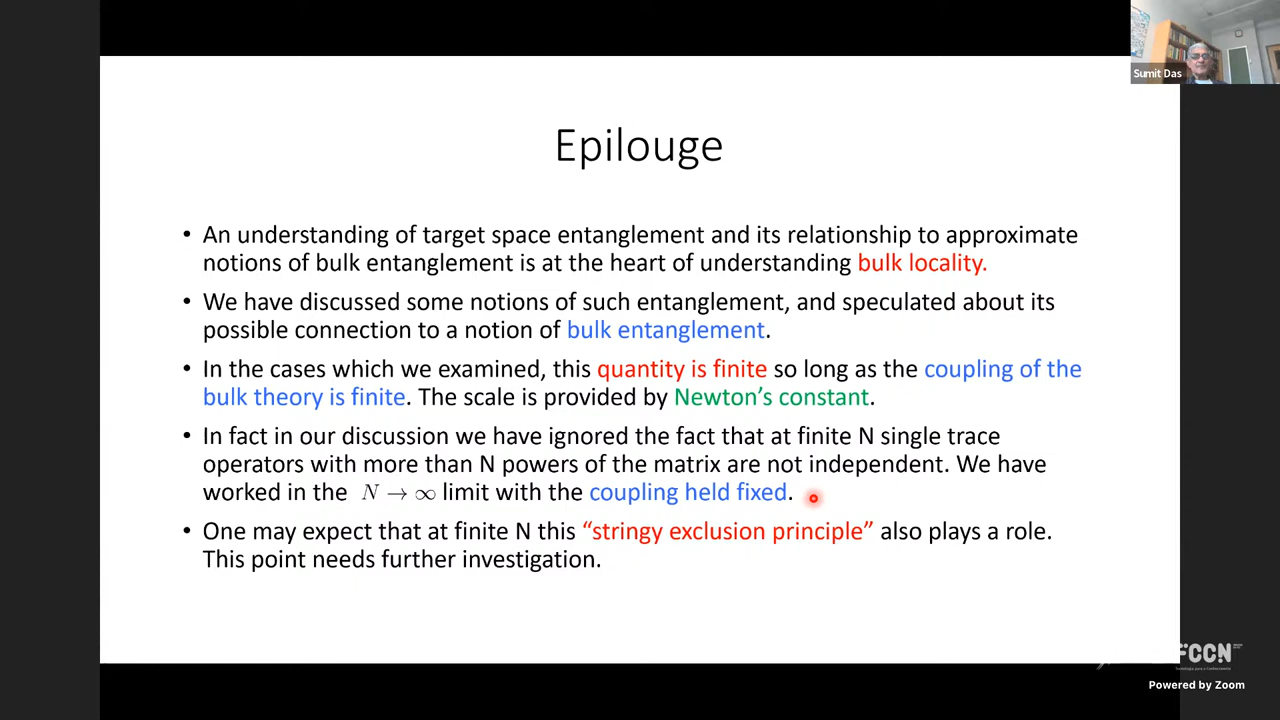 Sumit Das
Epilouge
• An understanding of target space entanglement and its relationship to approximate
notions of bulk entanglement is at the heart of understanding bulk locality.
• We have discussed some notions of such entanglement, and speculated about its
possible connection to a notion of bulk entanglement.
• In the cases which we examined, this quantity is finite so long as the coupling of the
bulk theory is finite. The scale is provided by Newton's constant.
• In fact in our discussion we have ignored the fact that at finite N single trace
operators with more than N powers of the matrix are not independent. We have
worked in the N → ∞ limit with the coupling held fixed.
• One may expect that at finite N this “stringy exclusion principle” also plays a role.
This point needs further investigation.
FCCN
Powered by Zoom